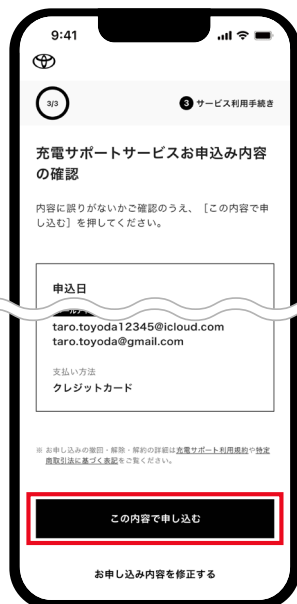 9:41
3/3
3 サービス利用手続き
充電サポートサービスお申込み内容
の確認
内容に誤りがないかご確認のうえ、［この内容で申
し込む］を押してください。
申込日
taro.toyoda12345@icloud.com
taro.toyoda@gmail.com
支払い方法
クレジットカード
※ お申し込みの撤回・解除・解約の詳細は充電サポート利用規約や特定
商取引法に基づく表記をご覧ください。
この内容で申し込む
お申し込み内容を修正する